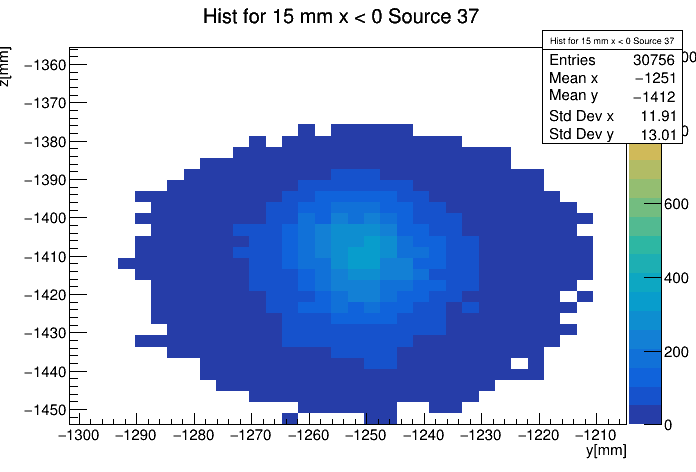 Hist for 15 mm x < 0 Source 37
z[mm]
Hist for 15 mm x < 0 Source 37
Entries 30756
Mean x −1251
Mean y −1412
Std Dev x 11.91
Std Dev y 13.01
−1360
−1370
−1380
−1390
−1400
−1410
−1420
−1430
−1440
−1450
−1300 −1290 −1280 −1270 −1260 −1250 −1240 −1230 −1220 −1210
y[mm]
600
400
200
0